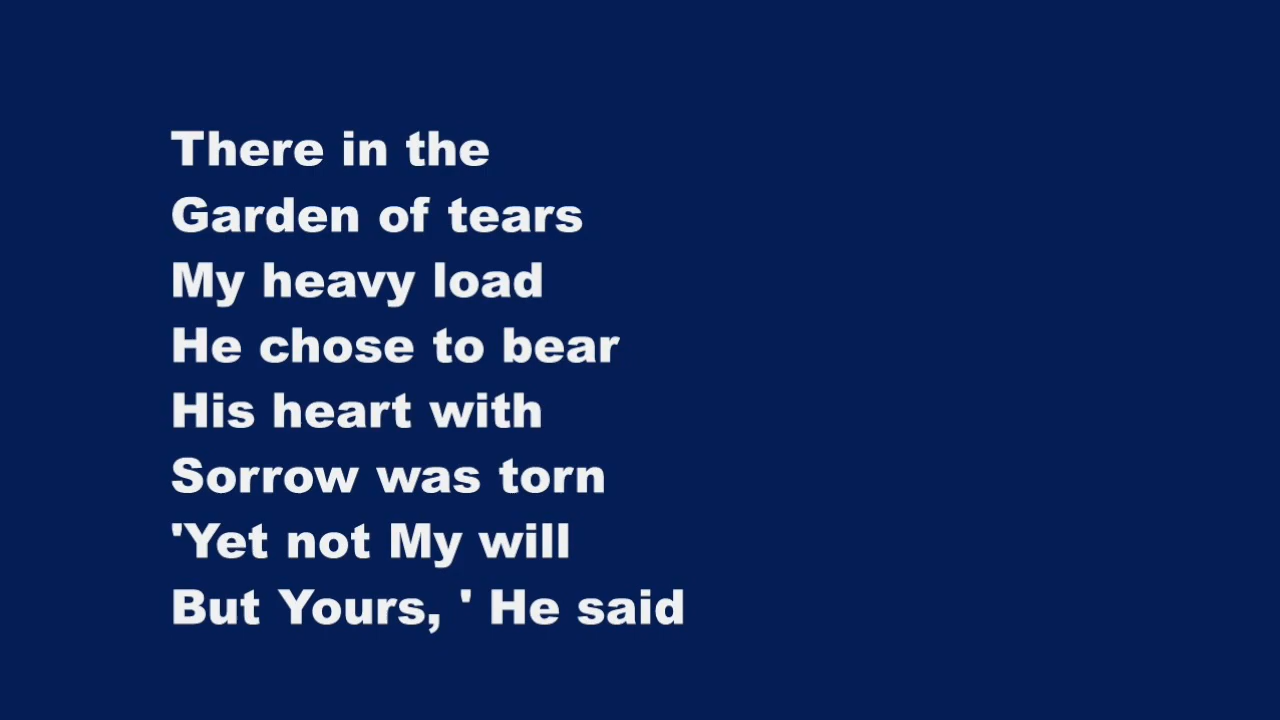 There in the
Garden of tears
My heavy load
He chose to bear
His heart with
Sorrow was torn
'Yet not My will
But Yours, ' He said